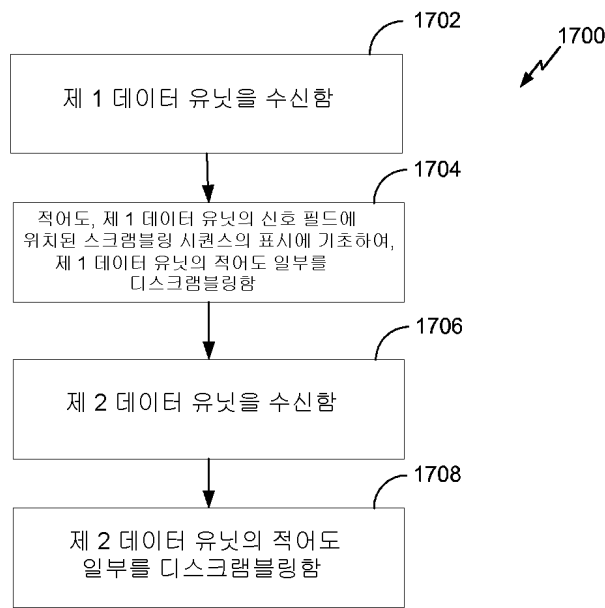 1702
1700
제 1 데이터 유닛을 수신함
1704
적어도, 제 1 데이터 유닛의 신호 필드에
위치된 스크램블링 시퀀스의 표시에 기초하여,
제 1 데이터 유닛의 적어도 일부를
디스크램블링함
1706
제 2 데이터 유닛을 수신함
1708
제 2 데이터 유닛의 적어도
일부를 디스크램블링함